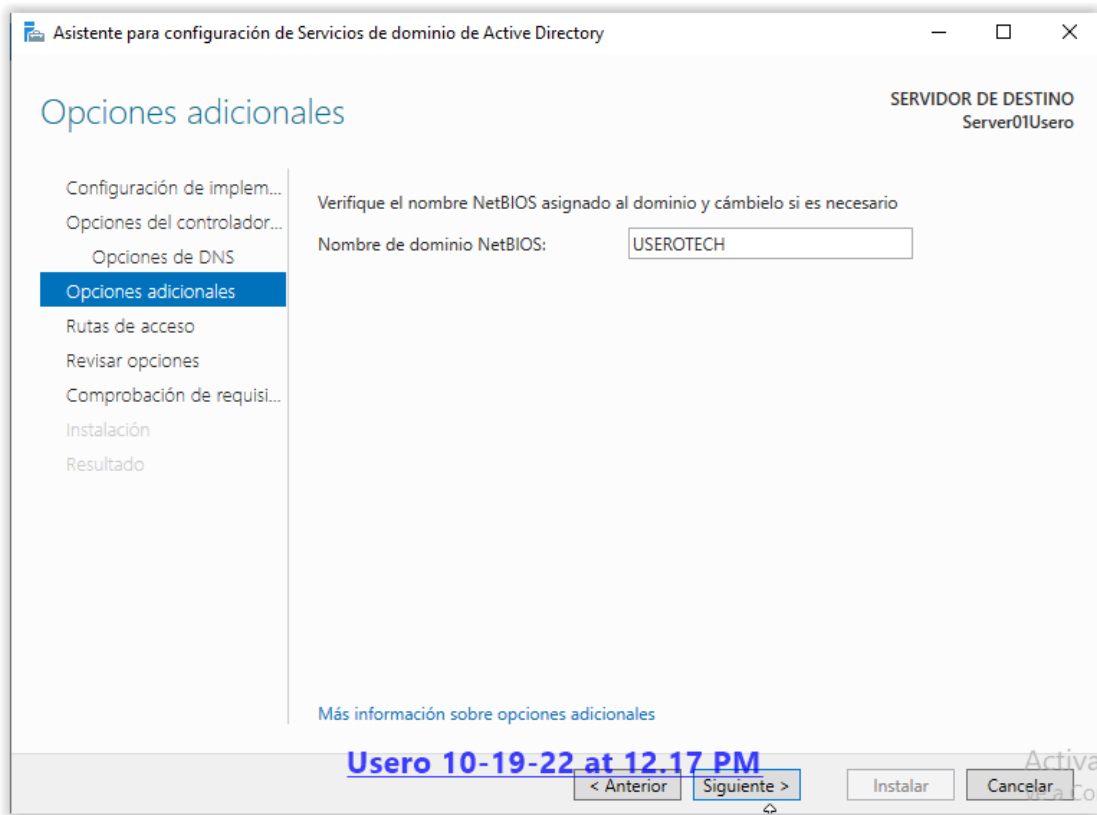 Asistente para configuración de Servicios de dominio de Active Directory
Opciones adicionales
SERVIDOR DE DESTINO
Server01Usero
Configuración de implem...
Opciones del controlador...
Opciones de DNS
Opciones adicionales
Rutas de acceso
Revisar opciones
Comprobación de requisi...
Instalación
Resultado
Verifique el nombre NetBIOS asignado al dominio y cámbielo si es necesario
Nombre de dominio NetBIOS: USEROTECH
Más información sobre opciones adicionales
Usero 10-19-22 at 12.17 PM
Activa
< Anterior Siguiente > Instalar Cancelar